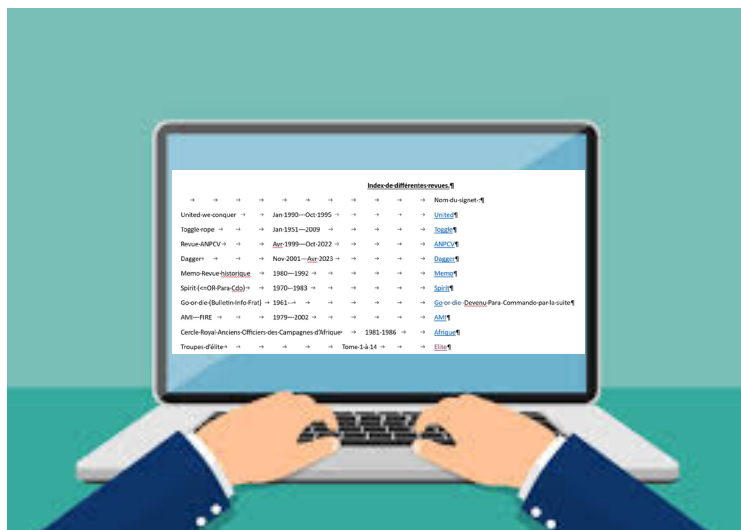 Index de différentes revues.¶
→ → → → → → → → → → → Nom du signet :¶
United we conquer → → Jan 1990—Oct 1995 → → → → → United¶
Toggle rope → → Jan 1951—2009 → → → → → Toggle¶
Revue ANPCV → → Avr 1999—Oct 2022 → → → → → ANPCV¶
Dagger → → → Nov 2001—Avr 2023 → → → → → Dagger¶
Memo Revue historique → 1980—1992 → → → → → → Memo¶
Spirit (<=OR Para Cdo) → → 1970--1983 → → → → → → Spirit¶
Go or die (Bulletin Info Frat) → 1961- → → → → → → → Go or die Devenu Para Commando par la suite¶
AMI—FIRE → → → 1979—2002 → → → → → → AMI¶
Cercle Royal Anciens Officiers des Campagnes d'Afrique → 1981-1986 → → Afrique¶
Troupes d'élite → → → → → → Tome 1 à 14 → → → Elite¶